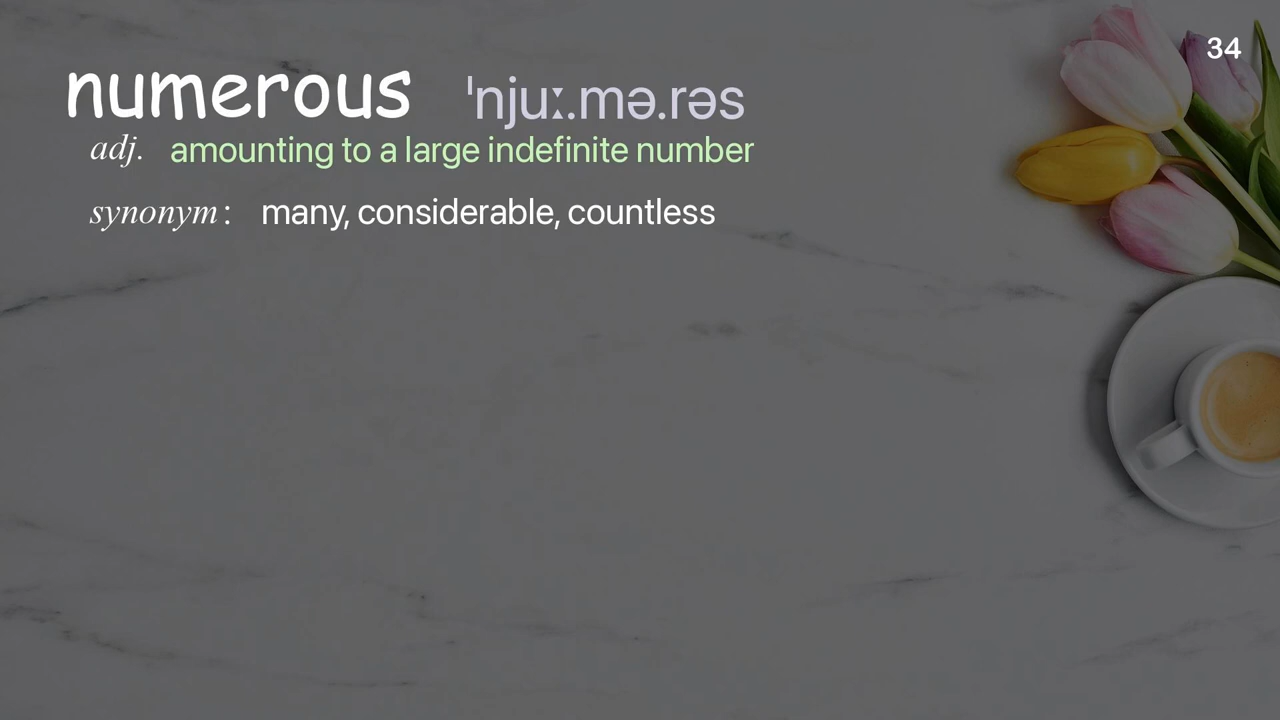 34
numerous ˈnjuː.mə.rəs
adj. amounting to a large indefinite number
synonym : many, considerable, countless